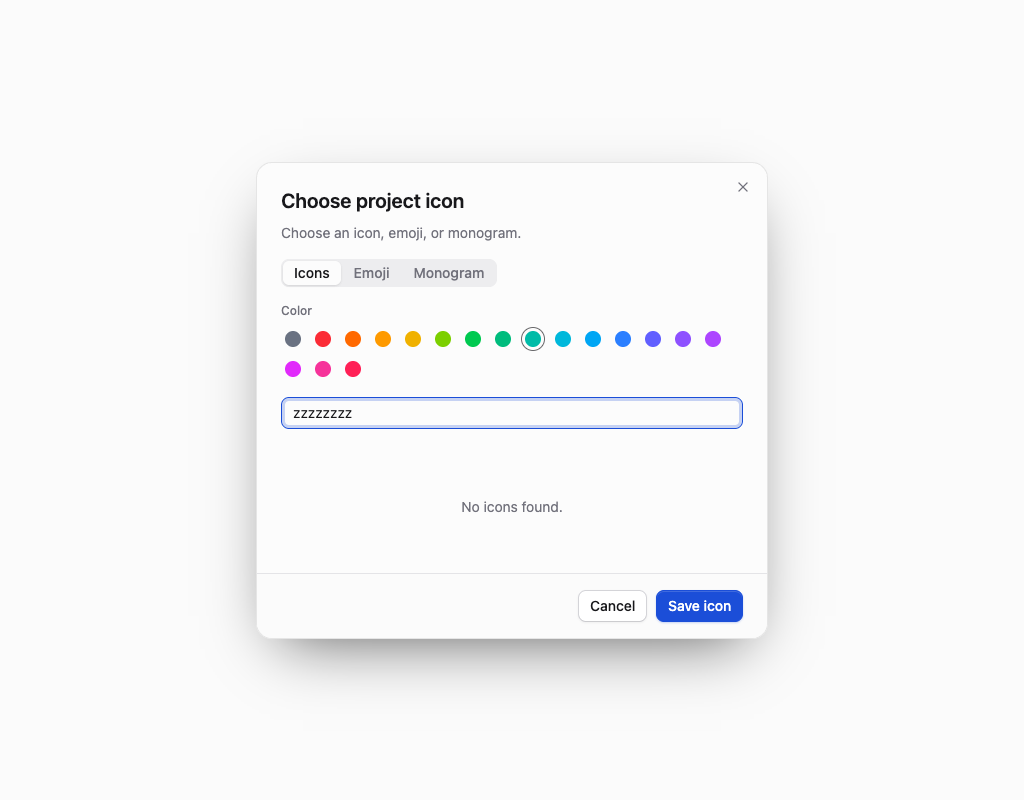 Choose project icon
Choose an icon, emoji, or monogram.
Icons Emoji Monogram
Color
zzzzzzzz
No icons found.
Cancel Save icon